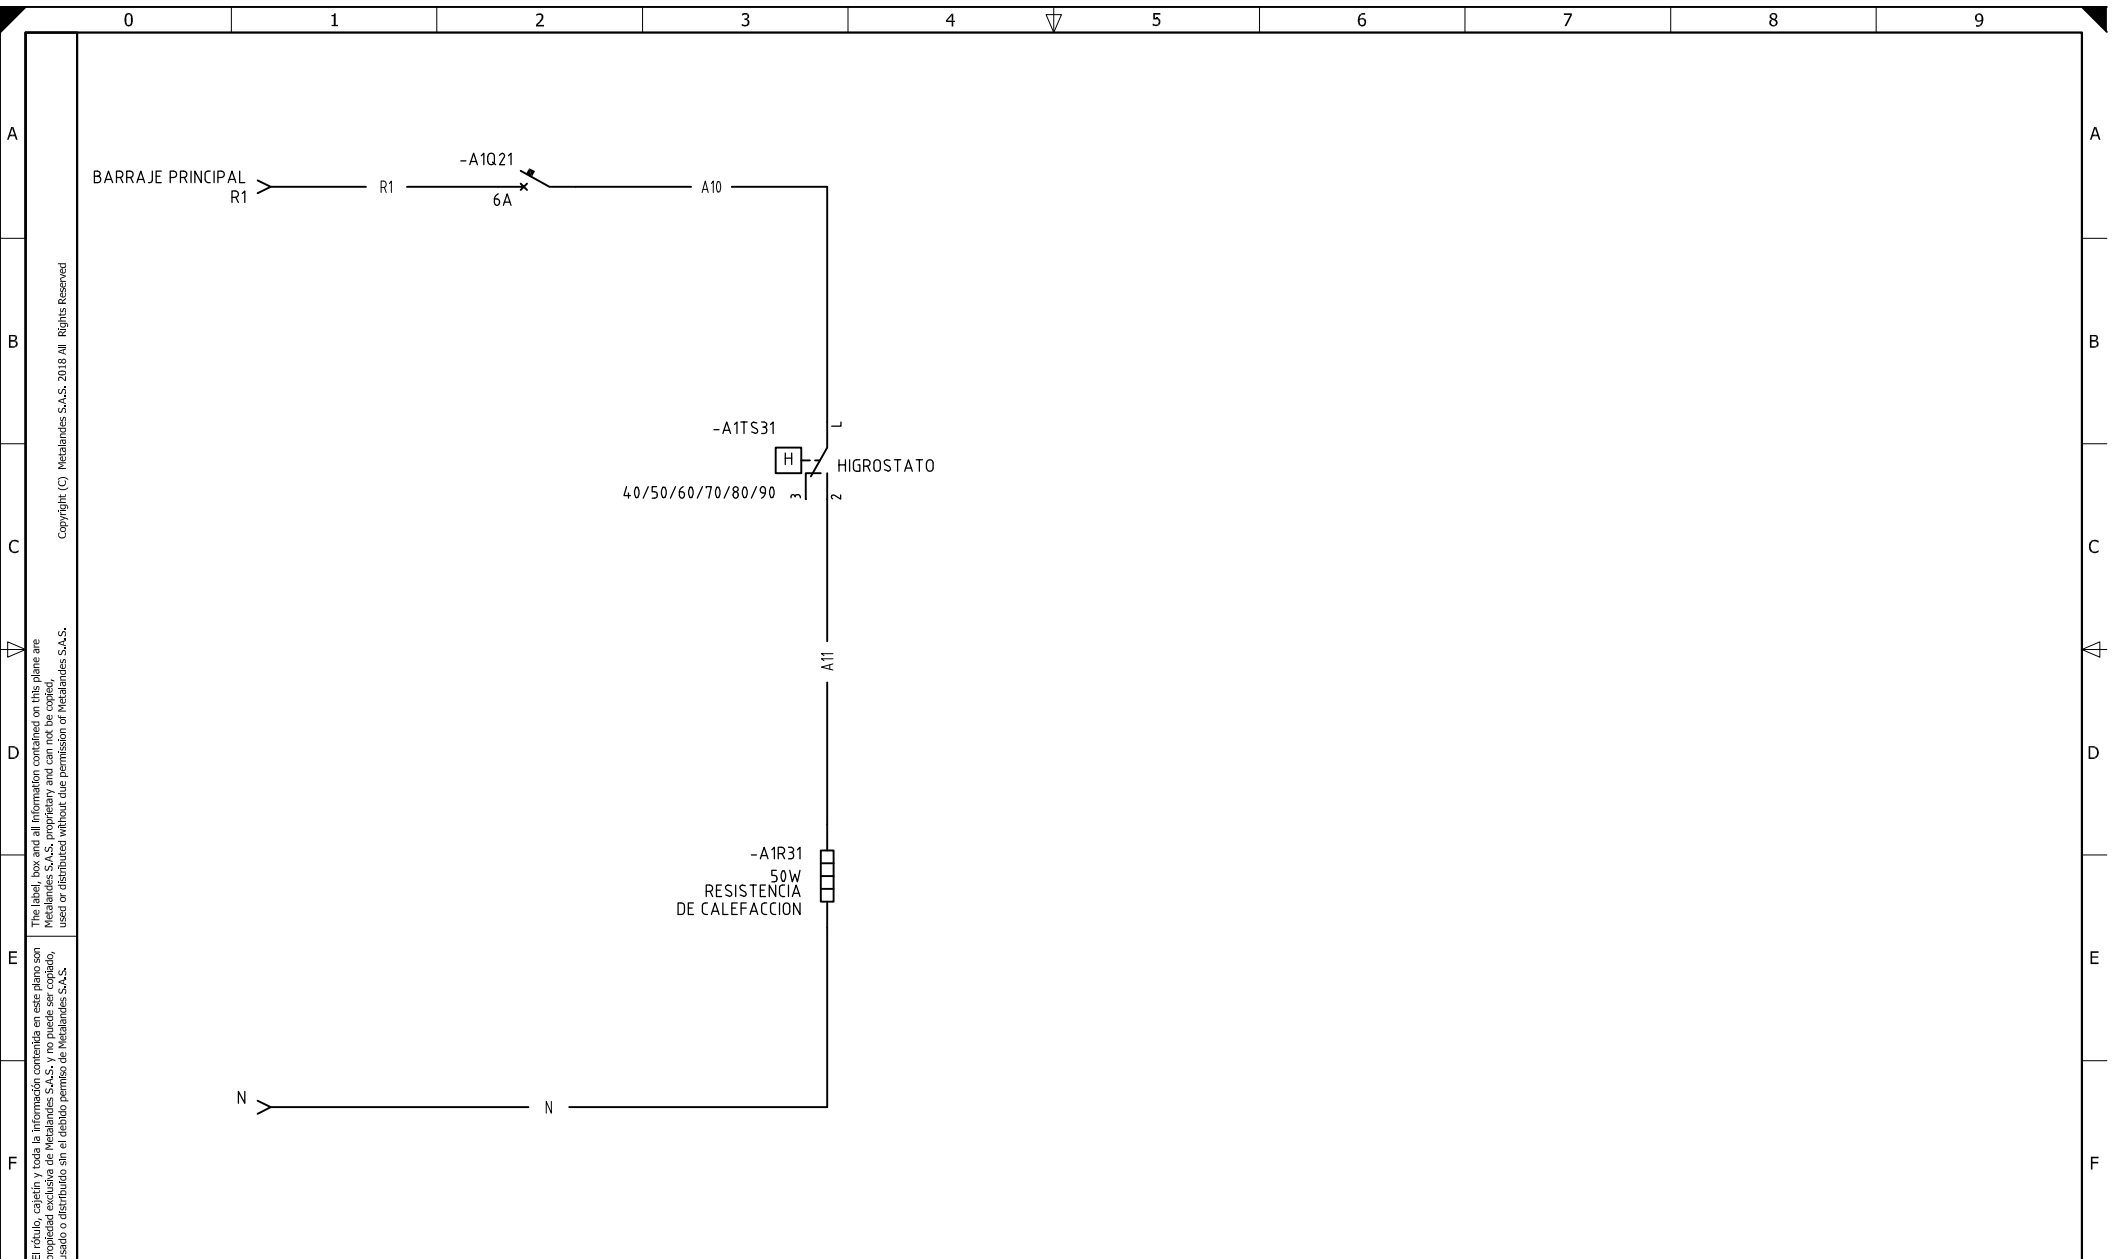 0 1 2 3 4 5 6 7 8 9
A A
-A1Q21
BARRAJE PRINCIPAL
R1
R1
A10
6A
B B
-A1TS31
L
H
HIGROSTATO
40/50/60/70/80/90
3
2
C C
A11
D D
-A1R31
50W
RESISTENCIA
DE CALEFACCION
E E
N
N
F F
Copyright (C) Metalandes S.A.S. 2018 All Rights Reserved
The label, box and all information contained on this plane are
Metalandes S.A.S. proprietary and can not be copied,
used or distributed without due permission of Metalandes S.A.S.
El rótulo, cajetín y toda la información contenida en este plano son
propiedad exclusiva de Metalandes S.A.S. y no puede ser copiado,
usado o distribuído sin el debido permiso de Metalandes S.A.S.